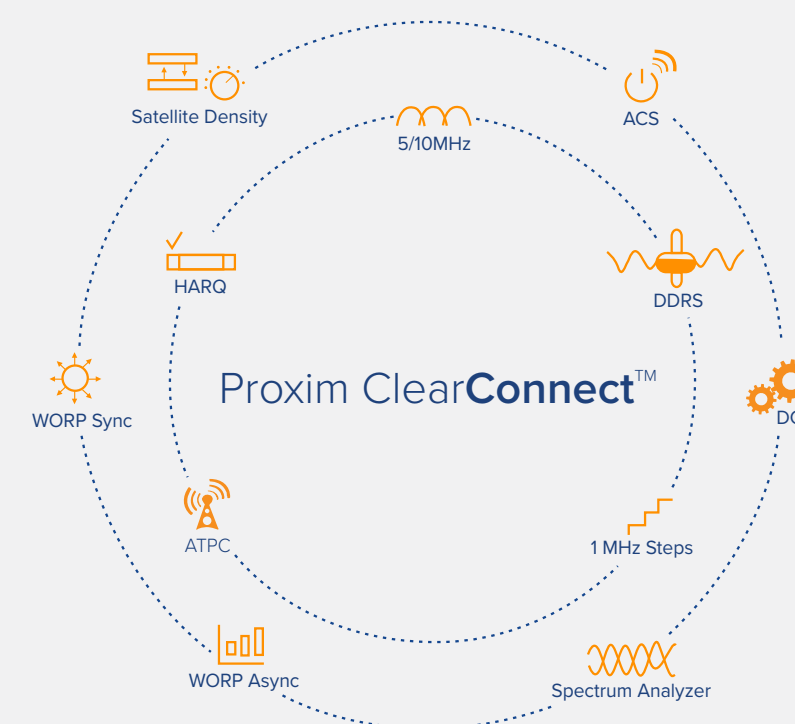 Satellite Density
ACS
5/10MHz
HARQ
DDRS
Proxim ClearConnect™
WORP Sync
ATPC
1 MHz Steps
WORP Async
Spectrum Analyzer